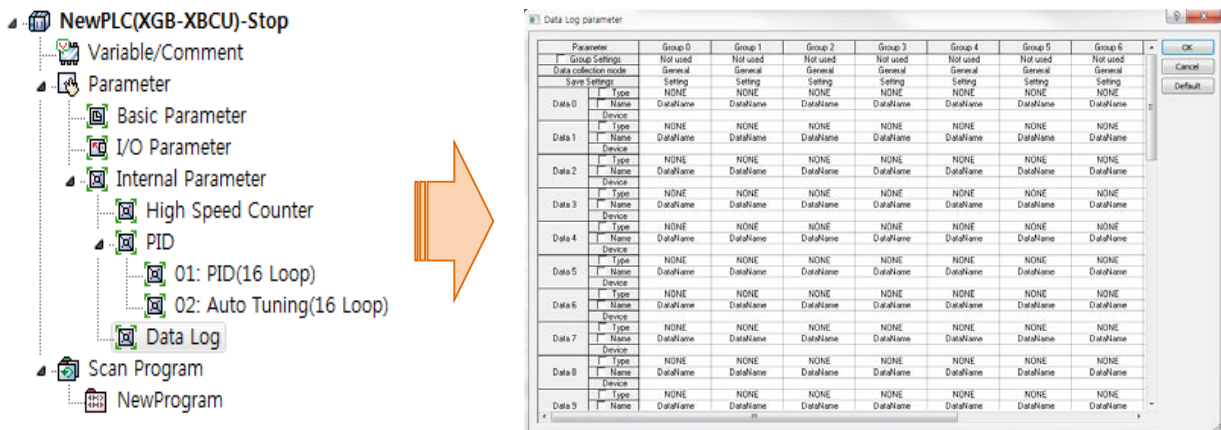 NewPLC(XGB-XBCU)-Stop
Variable/Comment
Parameter
Basic Parameter
I/O Parameter
Internal Parameter
High Speed Counter
PID
01: PID(16 Loop)
02: Auto Tuning(16 Loop)
Data Log
Scan Program
NewProgram
Data Log parameter
Parameter Group 0 Group 1 Group 2 Group 3 Group 4 Group 5 Group 6
Group Settings Not used Not used Not used Not used Not used Not used Not used
Data collection mode General General General General General General General
Save Settings Setting Setting Setting Setting Setting Setting Setting
Data 0 Type NONE NONE NONE NONE NONE NONE NONE
Name DataName DataName DataName DataName DataName DataName DataName
Device
Data 1 Type NONE NONE NONE NONE NONE NONE NONE
Name DataName DataName DataName DataName DataName DataName DataName
Device
Data 2 Type NONE NONE NONE NONE NONE NONE NONE
Name DataName DataName DataName DataName DataName DataName DataName
Device
Data 3 Type NONE NONE NONE NONE NONE NONE NONE
Name DataName DataName DataName DataName DataName DataName DataName
Device
Data 4 Type NONE NONE NONE NONE NONE NONE NONE
Name DataName DataName DataName DataName DataName DataName DataName
Device
Data 5 Type NONE NONE NONE NONE NONE NONE NONE
Name DataName DataName DataName DataName DataName DataName DataName
Device
Data 6 Type NONE NONE NONE NONE NONE NONE NONE
Name DataName DataName DataName DataName DataName DataName DataName
Device
Data 7 Type NONE NONE NONE NONE NONE NONE NONE
Name DataName DataName DataName DataName DataName DataName DataName
Device
Data 8 Type NONE NONE NONE NONE NONE NONE NONE
Name DataName DataName DataName DataName DataName DataName DataName
Device
Data 9 Type NONE NONE NONE NONE NONE NONE NONE
Name DataName DataName DataName DataName DataName DataName DataName
OK
Cancel
Default